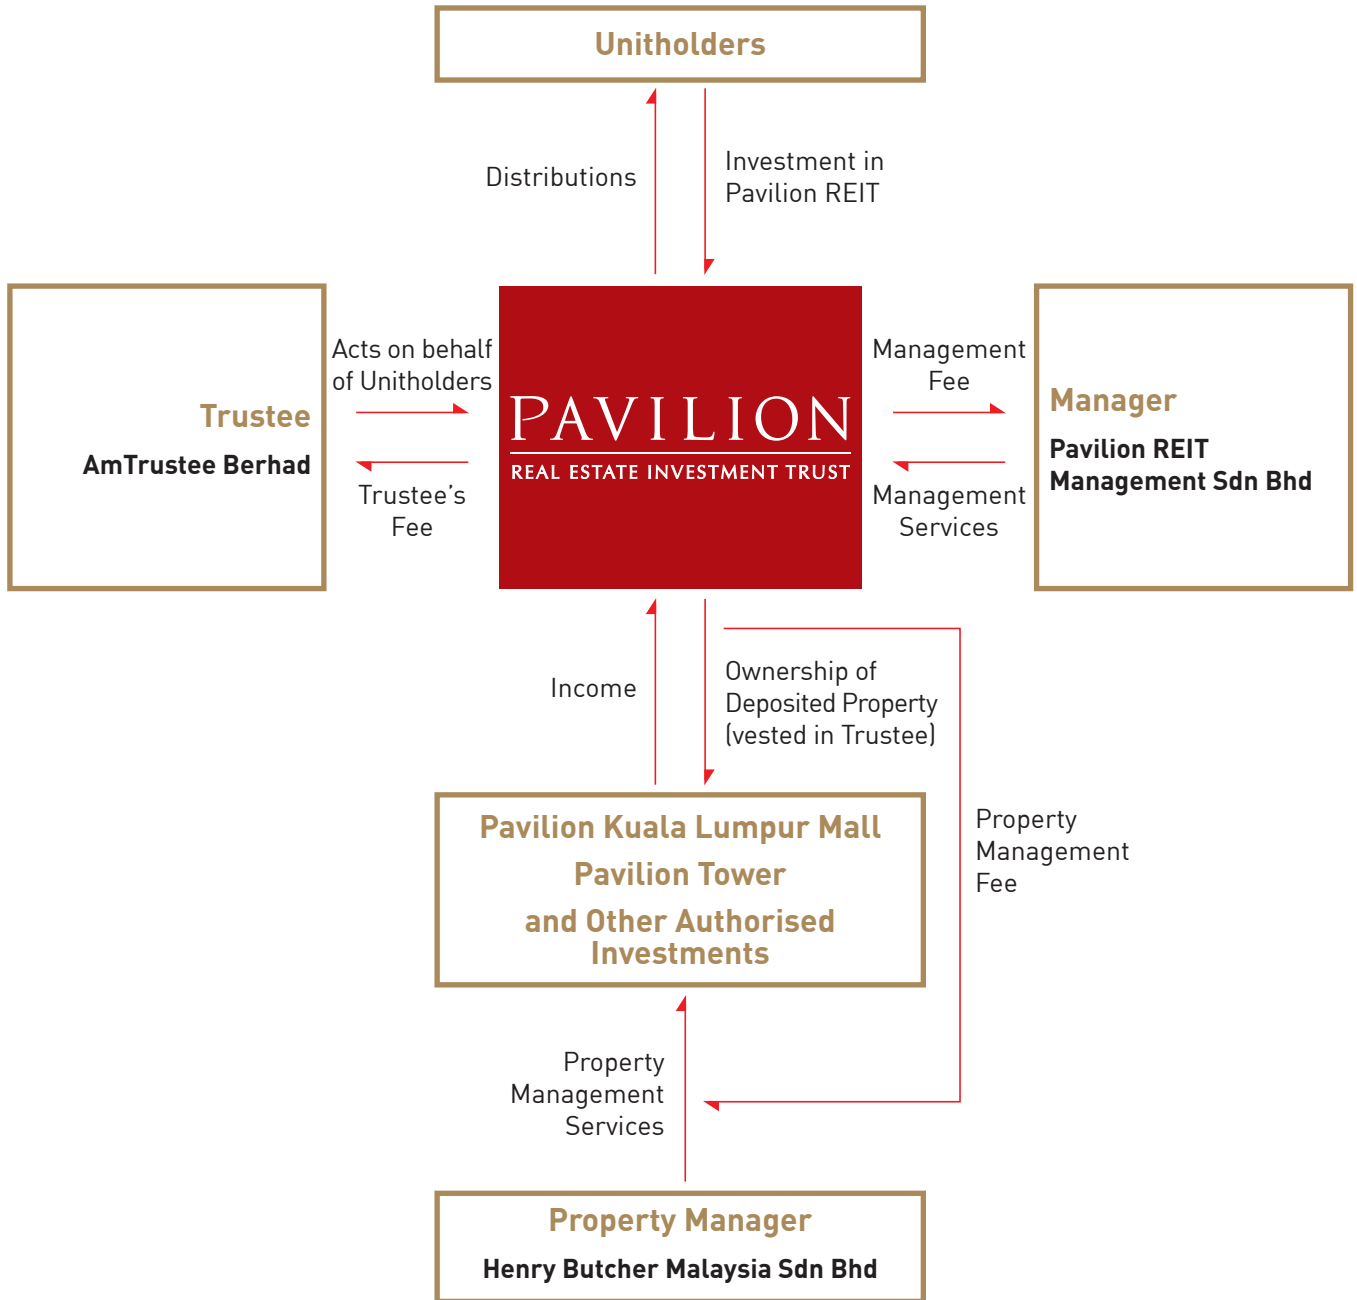 Unitholders
Distributions
Investment in
Pavilion REIT
Trustee
AmTrustee Berhad
Acts on behalf
of Unitholders
Trustee’s
Fee
PAVILION
REAL ESTATE INVESTMENT TRUST
Management
Fee
Management
Services
Manager
Pavilion REIT
Management Sdn Bhd
Income
Ownership of
Deposited Property
(vested in Trustee)
Pavilion Kuala Lumpur Mall
Pavilion Tower
and Other Authorised
Investments
Property
Management
Fee
Property
Management
Services
Property Manager
Henry Butcher Malaysia Sdn Bhd